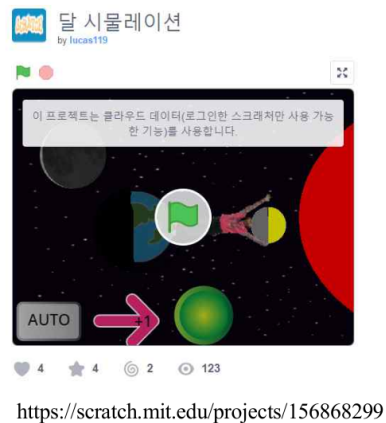 달 시물레이션
by lucas119
이 프로젝트는 클라우드 데이터(로그인한 스크래처만 사용 가능
한 기능)를 사용합니다.
AUTO
+1
4 4 2 123
https://scratch.mit.edu/projects/156868299